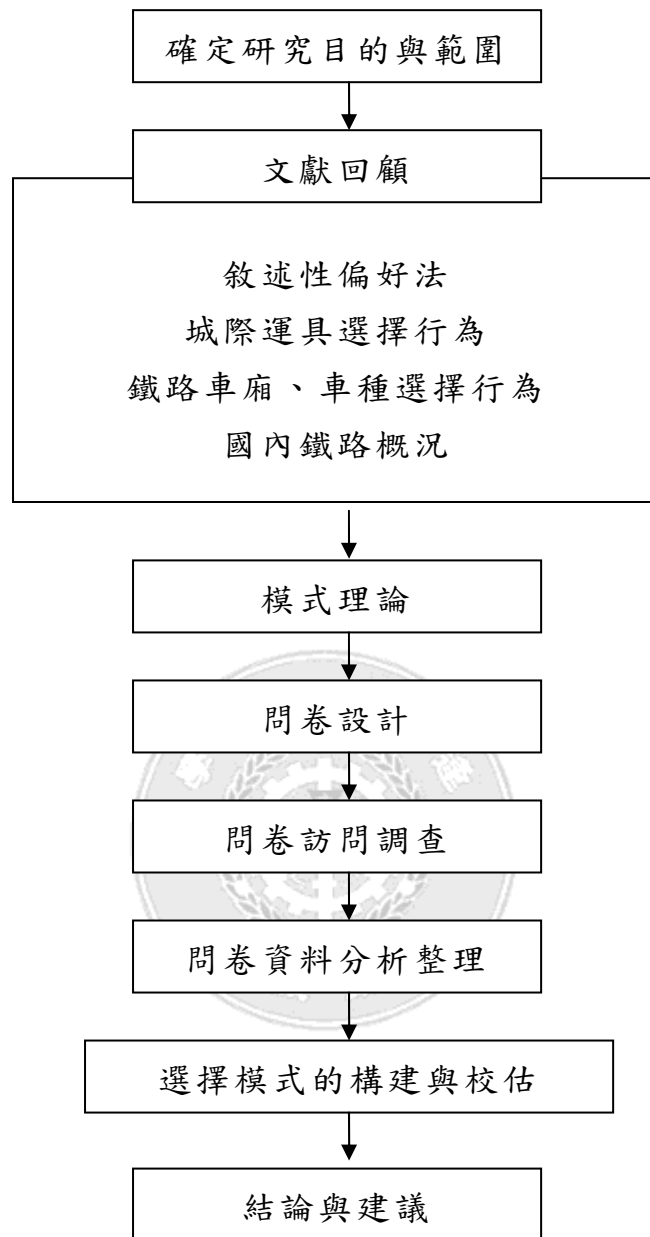 確定研究目的與範圍
文獻回顧
敘述性偏好法
城際運具選擇行為
鐵路車廂、車種選擇行為
國內鐵路概況
模式理論
問卷設計
問卷訪問調查
問卷資料分析整理
選擇模式的構建與校估
結論與建議